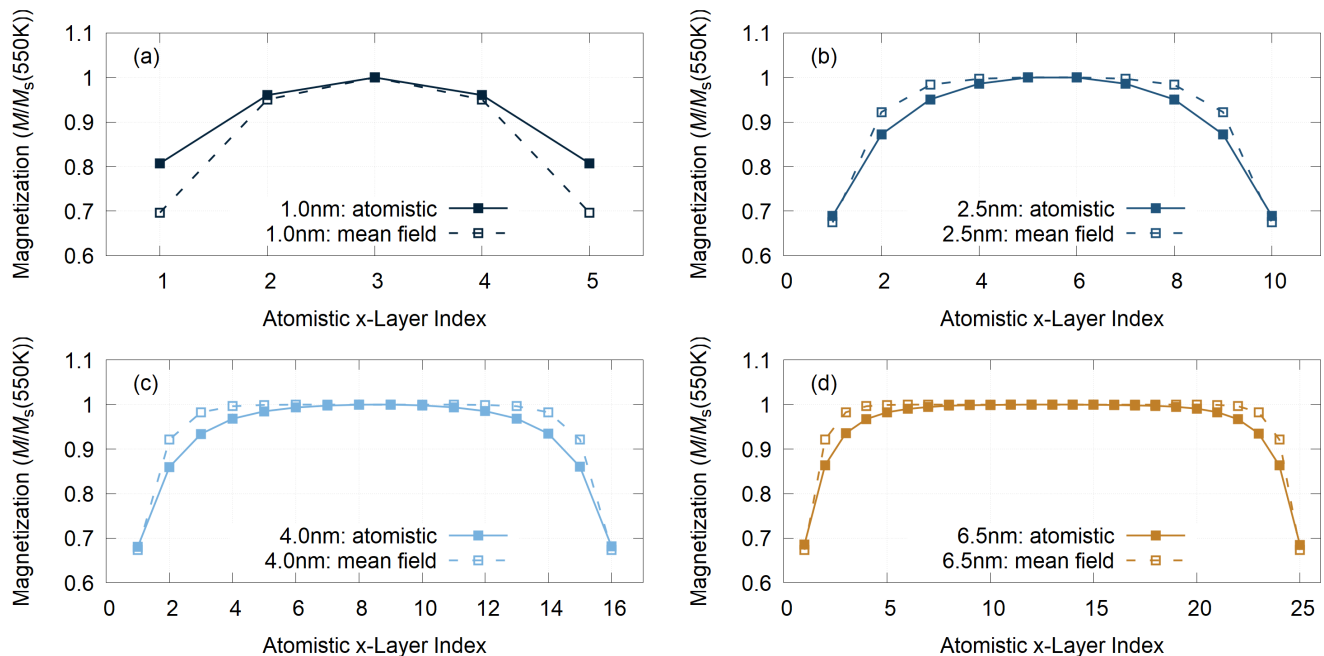 (a)
Magnetization (M/Ms(550K))
1.1
1
0.9
0.8
0.7
0.6
1.0nm: atomistic
1.0nm: mean field
1 2 3 4 5
Atomistic x-Layer Index
(b)
Magnetization (M/Ms(550K))
1.1
1
0.9
0.8
0.7
0.6
2.5nm: atomistic
2.5nm: mean field
0 2 4 6 8 10
Atomistic x-Layer Index
(c)
Magnetization (M/Ms(550K))
1.1
1
0.9
0.8
0.7
0.6
4.0nm: atomistic
4.0nm: mean field
0 2 4 6 8 10 12 14 16
Atomistic x-Layer Index
(d)
Magnetization (M/Ms(550K))
1.1
1
0.9
0.8
0.7
0.6
6.5nm: atomistic
6.5nm: mean field
0 5 10 15 20 25
Atomistic x-Layer Index